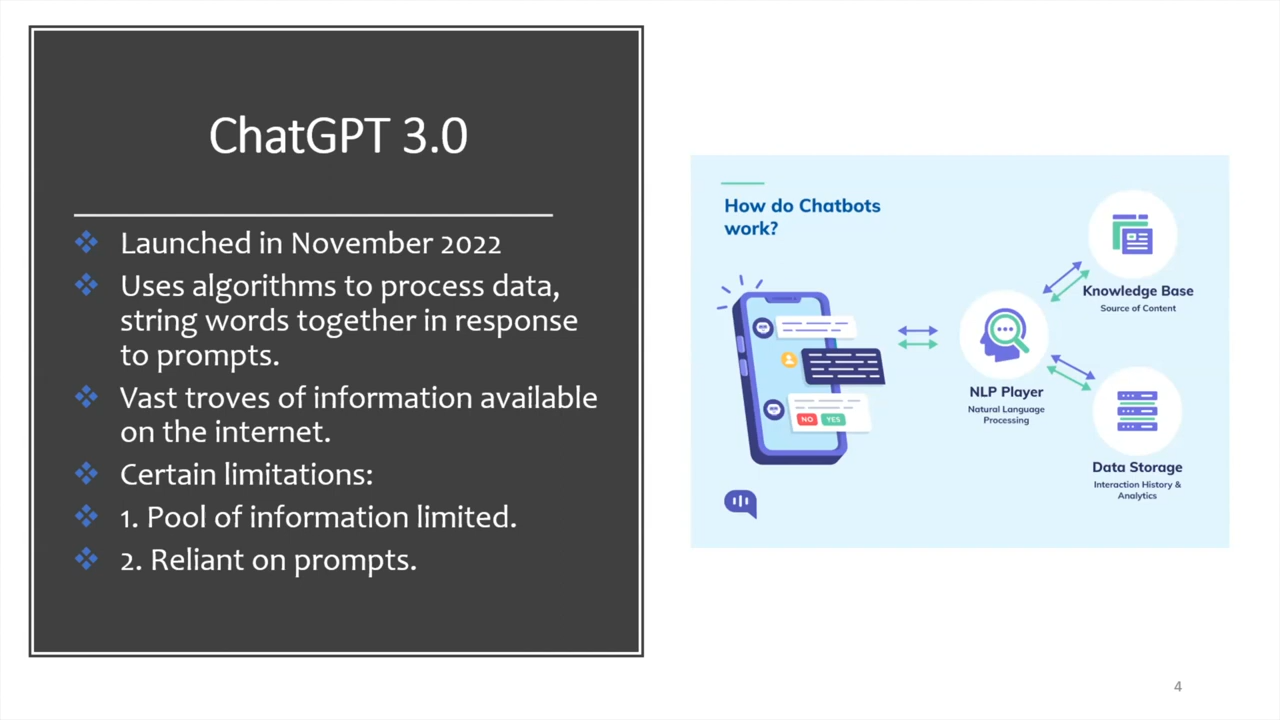 ChatGPT 3.0
Launched in November 2022
Uses algorithms to process data,
string words together in response
to prompts.
Vast troves of information available
on the internet.
Certain limitations:
1. Pool of information limited.
2. Reliant on prompts.
How do Chatbots
work?
NO YES
Knowledge Base
Source of Content
NLP Player
Natural Language
Processing
Data Storage
Interaction History &
Analytics
4